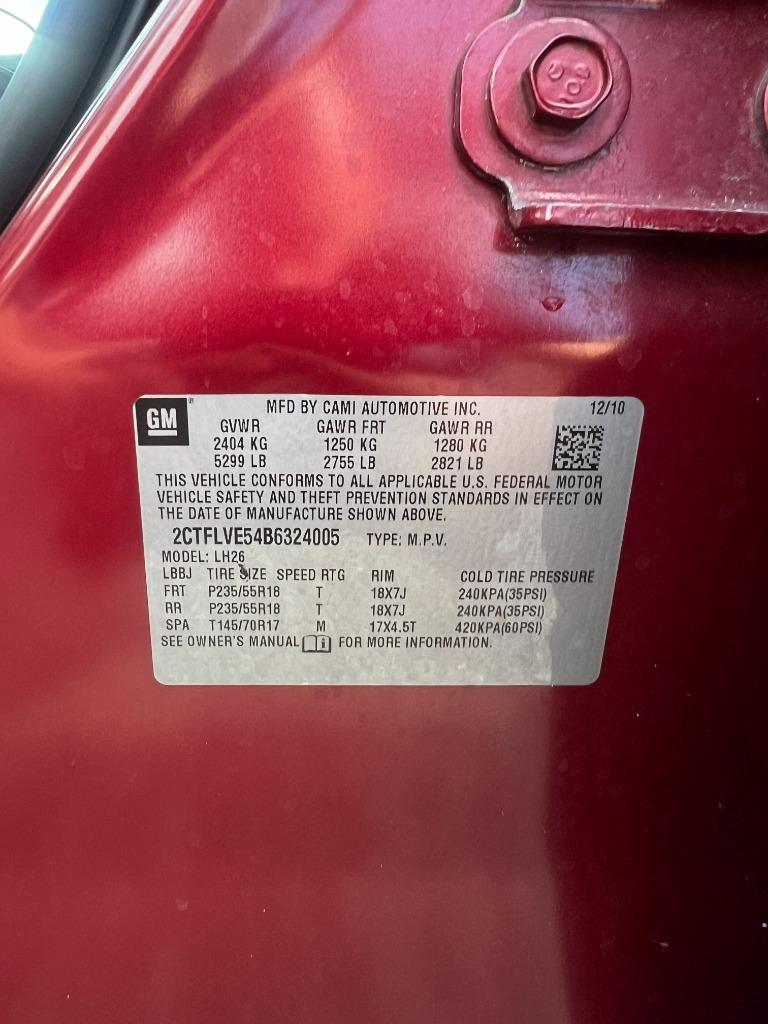 GM
MFD BY CAMI AUTOMOTIVE INC. 12/10
GVWR GAWR FRT GAWR RR
2404 KG 1250 KG 1280 KG
5299 LB 2755 LB 2821 LB
THIS VEHICLE CONFORMS TO ALL APPLICABLE U.S. FEDERAL MOTOR
VEHICLE SAFETY AND THEFT PREVENTION STANDARDS IN EFFECT ON
THE DATE OF MANUFACTURE SHOWN ABOVE.
2CTFLVE54B6324005 TYPE: M.P.V.
MODEL: LH26
LBBJ TIRE SIZE SPEED RTG RIM COLD TIRE PRESSURE
FRT P235/55R18 T 18X7J 240KPA(35PSI)
RR P235/55R18 T 18X7J 240KPA(35PSI)
SPA T145/70R17 M 17X4.5T 420KPA(60PSI)
SEE OWNER'S MANUAL i FOR MORE INFORMATION.